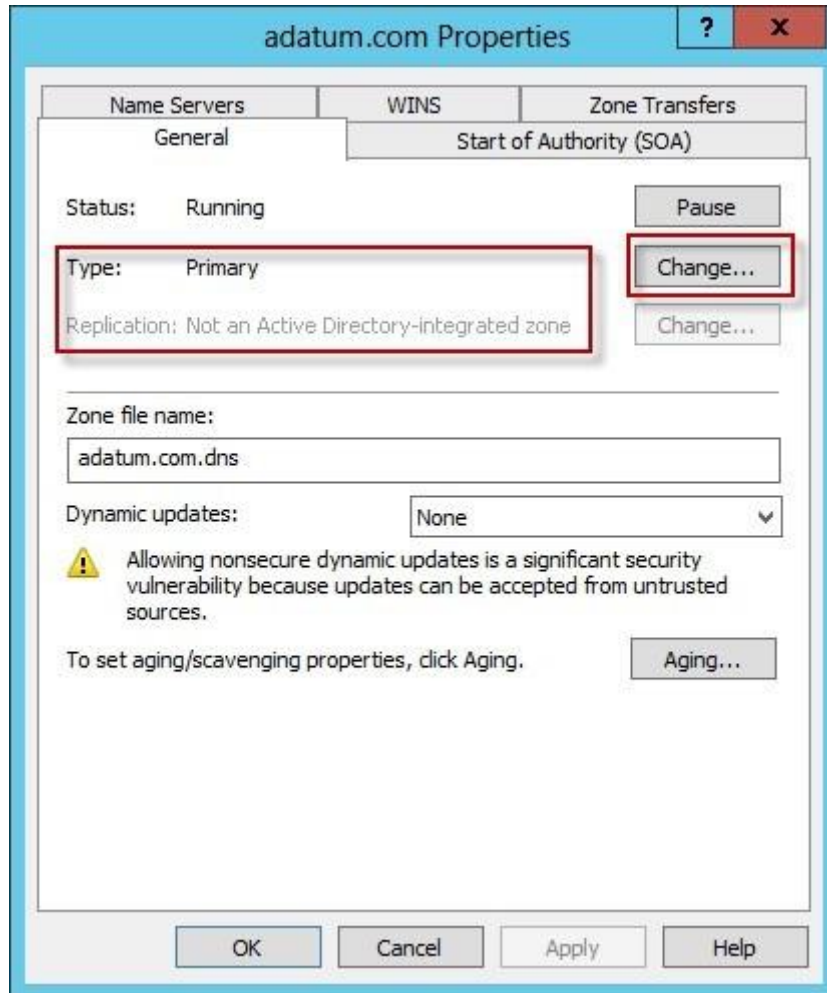 adatum.com Properties
?
x
Name Servers
WINS
Zone Transfers
General
Start of Authority (SOA)
Status: Running
Pause
Type: Primary
Change...
Replication: Not an Active Directory-integrated zone
Change...
Zone file name:
adatum.com.dns
Dynamic updates:
None
Allowing nonsecure dynamic updates is a significant security
vulnerability because updates can be accepted from untrusted
sources.
To set aging/scavenging properties, click Aging.
Aging...
OK
Cancel
Apply
Help